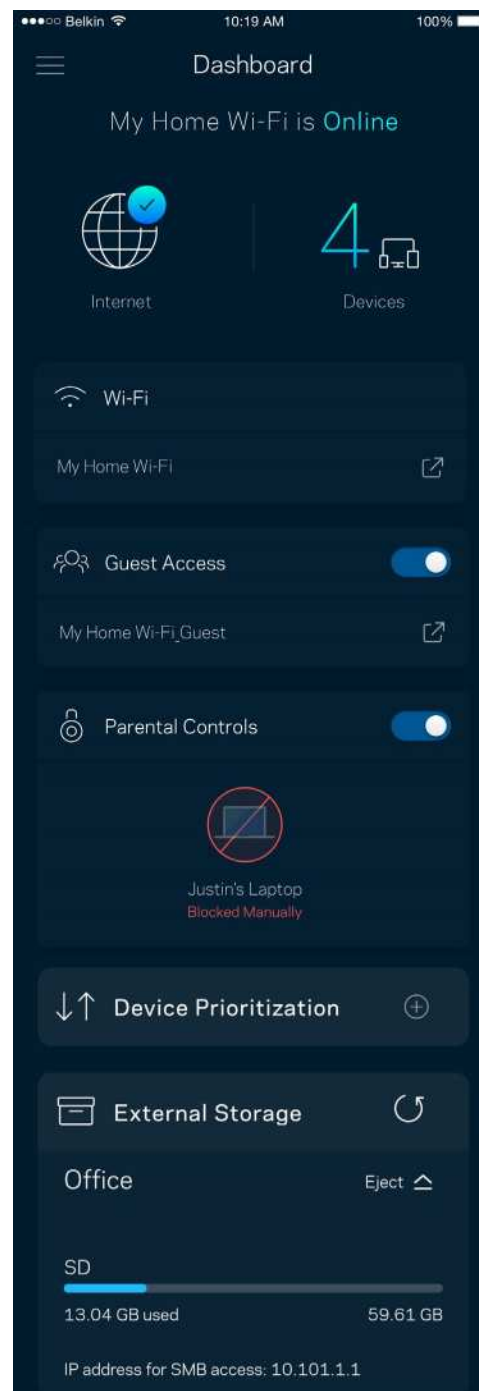 Belkin 10:19 AM 100%
Dashboard
My Home Wi-Fi is Online
4
Internet Devices
Wi-Fi
My Home Wi-Fi
Guest Access
My Home Wi-Fi_Guest
Parental Controls
Justin's Laptop
Blocked Manually
Device Prioritization
External Storage
Office Eject
SD
13.04 GB used 59.61 GB
IP address for SMB access: 10.101.1.1